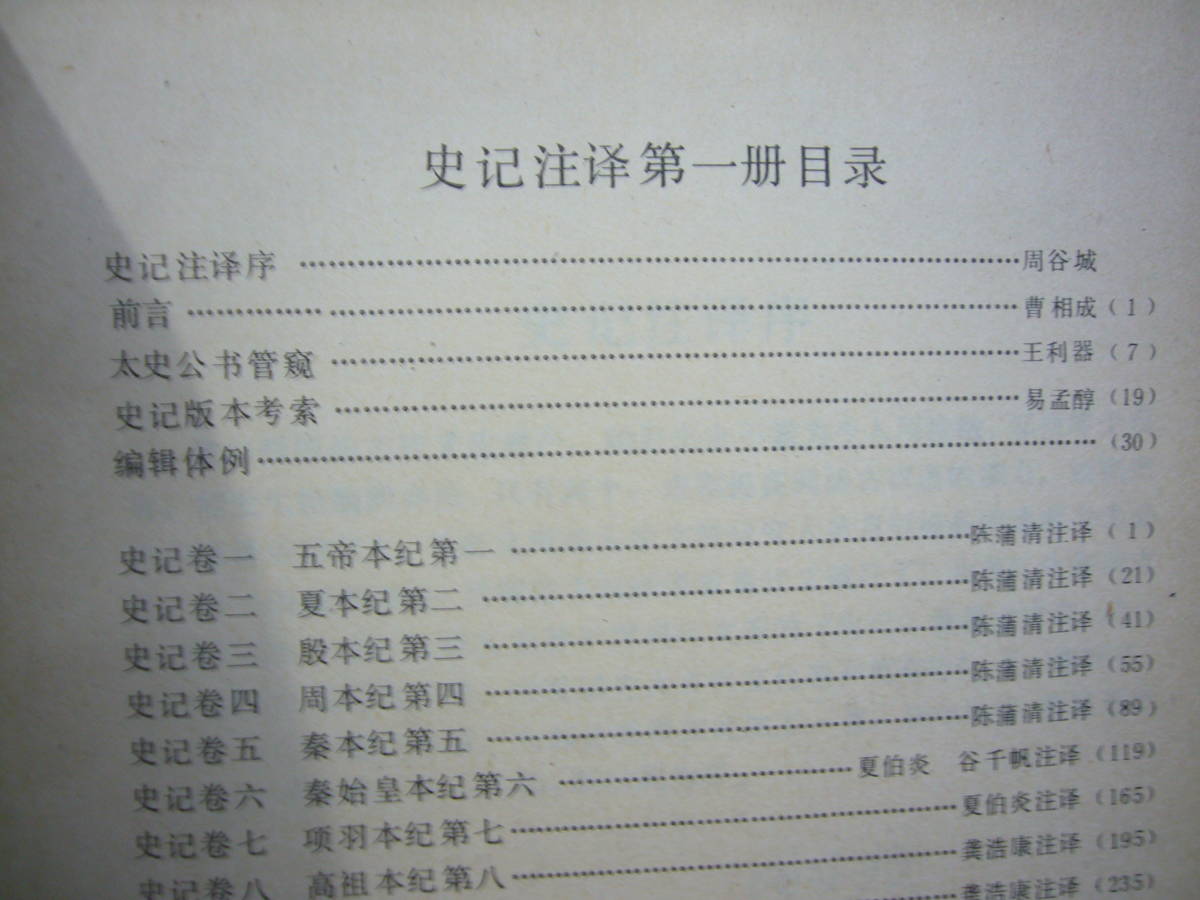 史记注译第一册目录
史记注译序 ……周谷城
前言 ……曹相成（1）
太史公书管窥 ……王利器（7）
史记版本考索 ……易孟醇（19）
编辑体例 ……（30）
史记卷一 五帝本纪第一 ……陈蒲清注译（1）
史记卷二 夏本纪第二 ……陈蒲清注译（21）
史记卷三 殷本纪第三 ……陈蒲清注译（41）
史记卷四 周本纪第四 ……陈蒲清注译（55）
史记卷五 秦本纪第五 ……陈蒲清注译（89）
史记卷六 秦始皇本纪第六 ……夏伯炎 谷千帆注译（119）
史记卷七 项羽本纪第七 ……夏伯炎注译（165）
史记卷八 高祖本纪第八 ……龚浩康注译（195）
龚浩康注译（235）